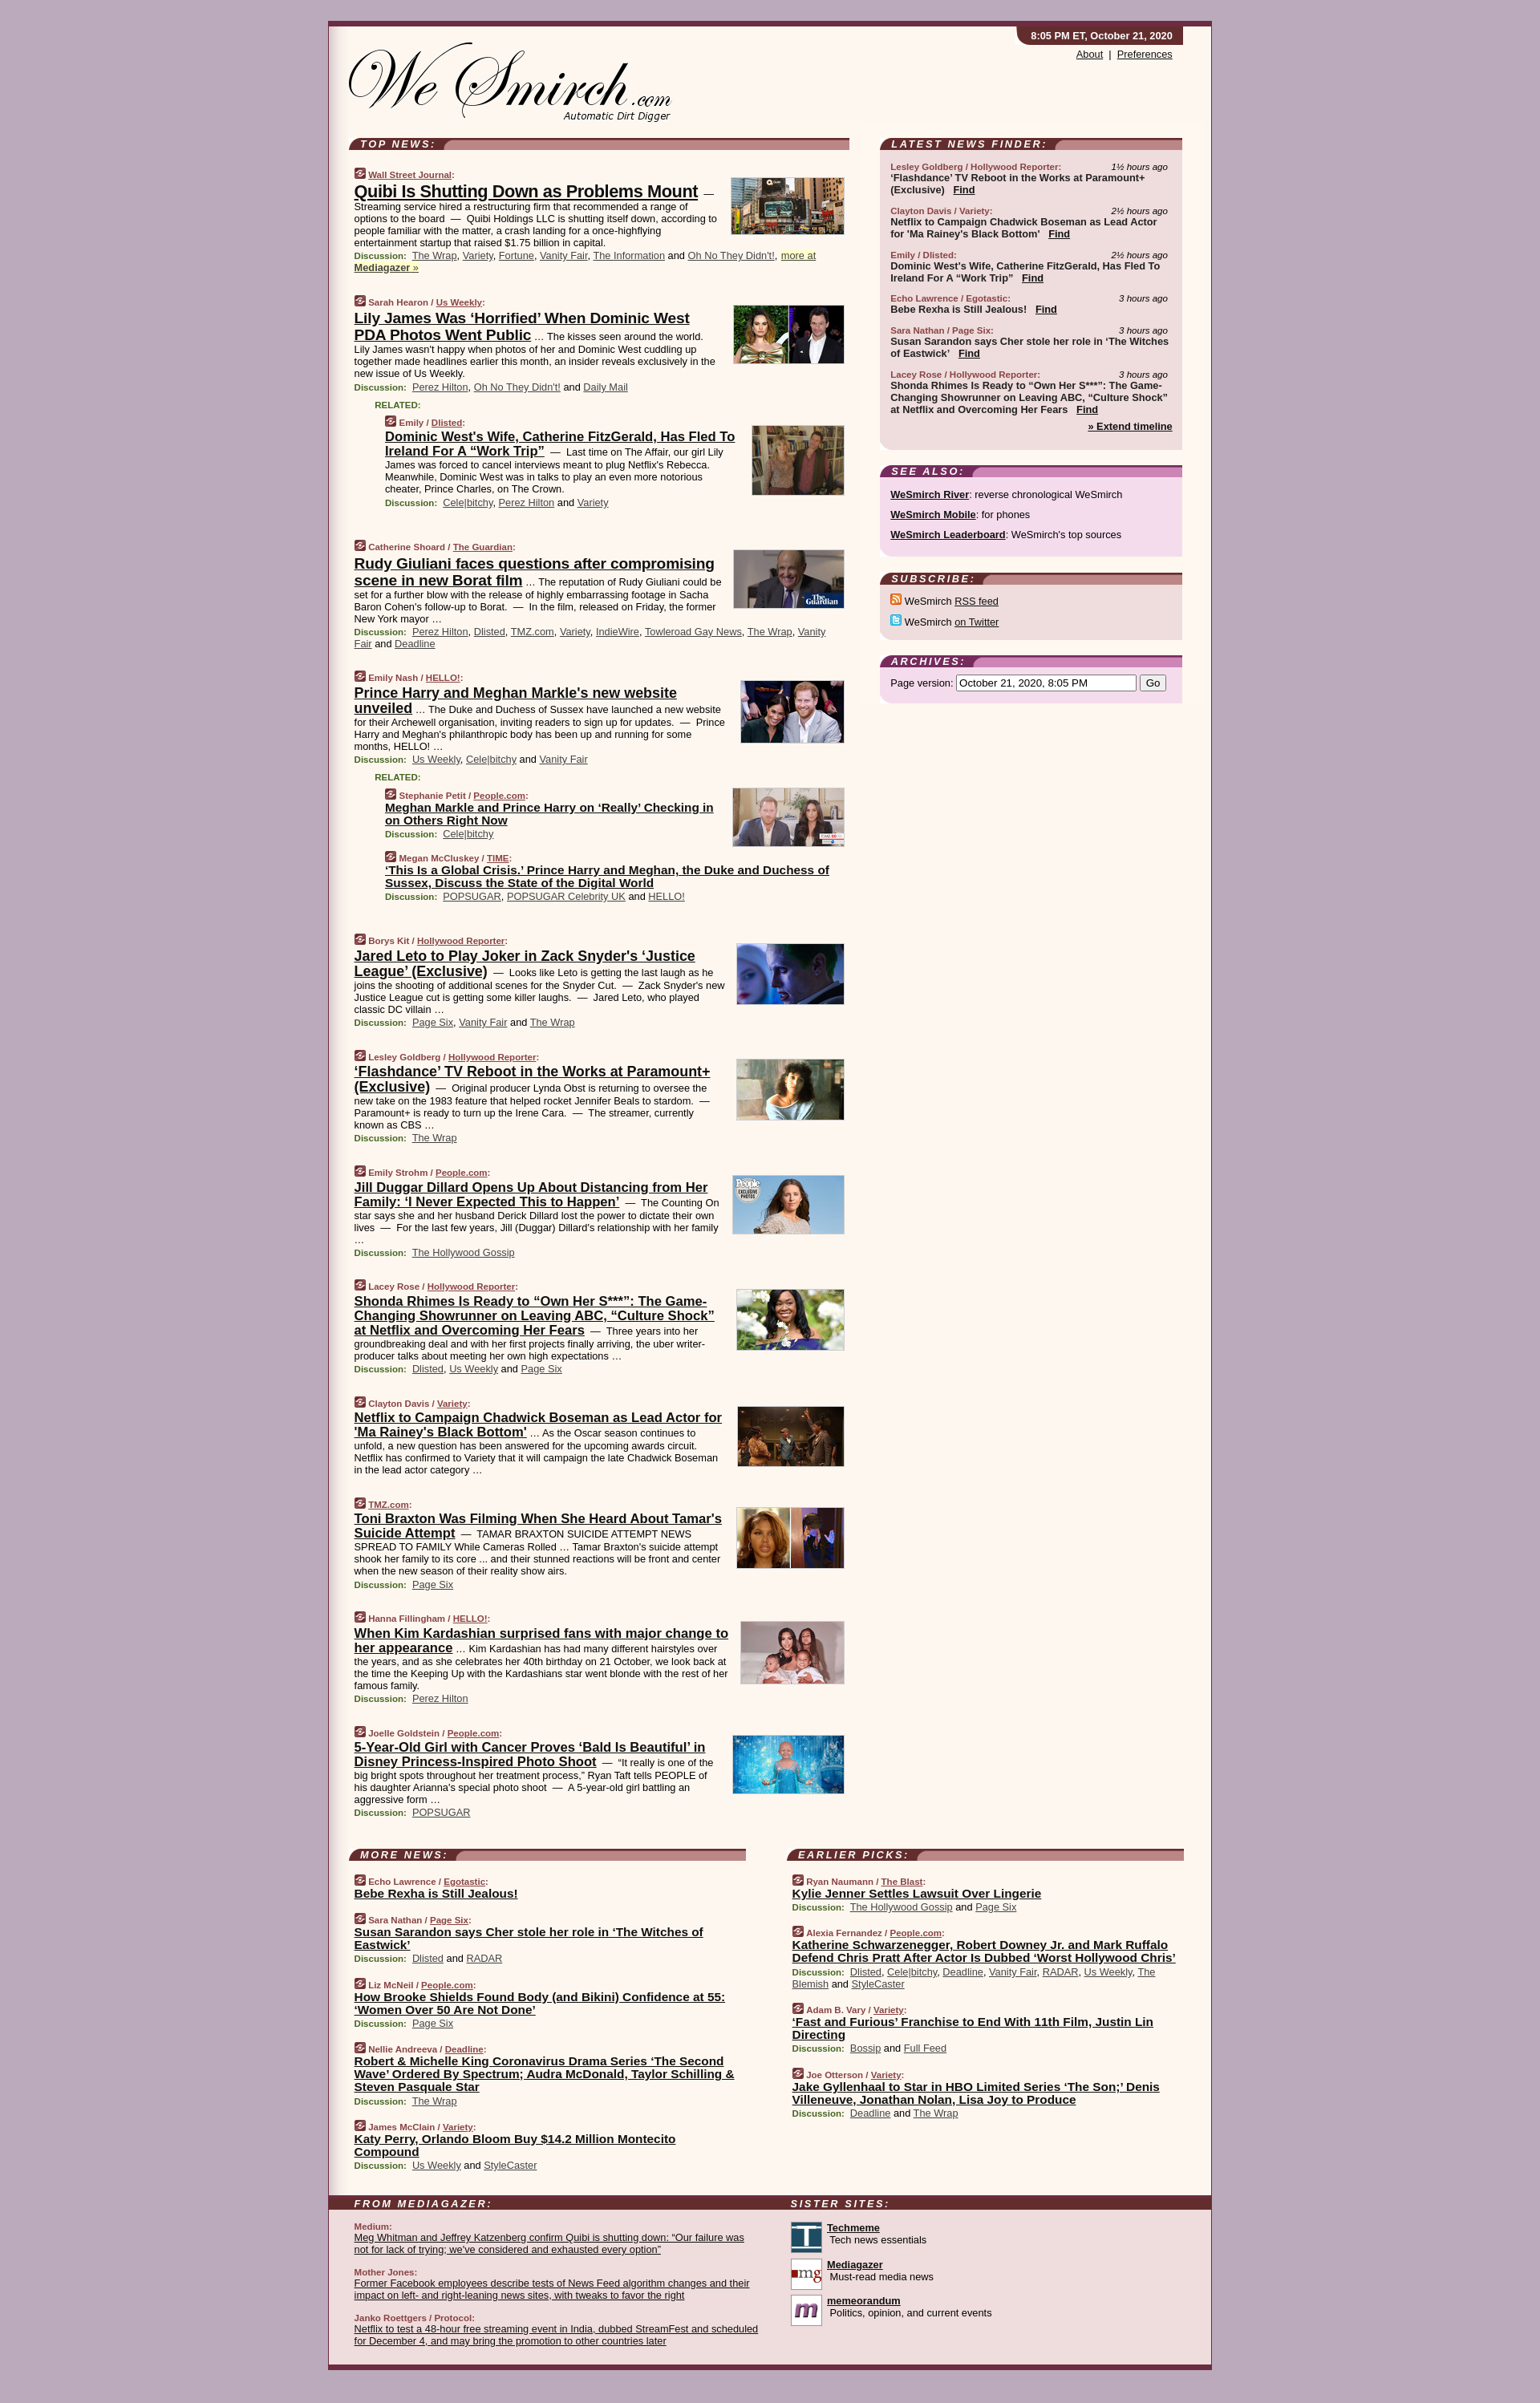 8:05 PM ET, October 21, 2020
About | Preferences
We Smirch.com
Automatic Dirt Digger
TOP NEWS:
Wall Street Journal:
Quibi Is Shutting Down as Problems Mount —
Streaming service hired a restructuring firm that recommended a range of
options to the board — Quibi Holdings LLC is shutting itself down, according to
people familiar with the matter, a crash landing for a once-highflying
entertainment startup that raised $1.75 billion in capital.
Discussion: The Wrap, Variety, Fortune, Vanity Fair, The Information and Oh No They Didn't!, more at
Mediagazer »
Sarah Hearon / Us Weekly:
Lily James Was ‘Horrified’ When Dominic West
PDA Photos Went Public … The kisses seen around the world.
Lily James wasn't happy when photos of her and Dominic West cuddling up
together made headlines earlier this month, an insider reveals exclusively in the
new issue of Us Weekly.
Discussion: Perez Hilton, Oh No They Didn't! and Daily Mail
RELATED:
Emily / Dlisted:
Dominic West's Wife, Catherine FitzGerald, Has Fled To
Ireland For A “Work Trip” — Last time on The Affair, our girl Lily
James was forced to cancel interviews meant to plug Netflix's Rebecca.
Meanwhile, Dominic West was in talks to play an even more notorious
cheater, Prince Charles, on The Crown.
Discussion: Cele|bitchy, Perez Hilton and Variety
Catherine Shoard / The Guardian:
Rudy Giuliani faces questions after compromising
scene in new Borat film … The reputation of Rudy Giuliani could be
set for a further blow with the release of highly embarrassing footage in Sacha
Baron Cohen's follow-up to Borat. — In the film, released on Friday, the former
New York mayor …
The Guardian
Discussion: Perez Hilton, Dlisted, TMZ.com, Variety, IndieWire, Towleroad Gay News, The Wrap, Vanity
Fair and Deadline
Emily Nash / HELLO!:
Prince Harry and Meghan Markle's new website
unveiled … The Duke and Duchess of Sussex have launched a new website
for their Archewell organisation, inviting readers to sign up for updates. — Prince
Harry and Meghan's philanthropic body has been up and running for some
months, HELLO! …
Discussion: Us Weekly, Cele|bitchy and Vanity Fair
RELATED:
Stephanie Petit / People.com:
Meghan Markle and Prince Harry on ‘Really’ Checking in
on Others Right Now
Discussion: Cele|bitchy
Megan McCluskey / TIME:
‘This Is a Global Crisis.’ Prince Harry and Meghan, the Duke and Duchess of
Sussex, Discuss the State of the Digital World
Discussion: POPSUGAR, POPSUGAR Celebrity UK and HELLO!
Borys Kit / Hollywood Reporter:
Jared Leto to Play Joker in Zack Snyder's ‘Justice
League’ (Exclusive) — Looks like Leto is getting the last laugh as he
joins the shooting of additional scenes for the Snyder Cut. — Zack Snyder's new
Justice League cut is getting some killer laughs. — Jared Leto, who played
classic DC villain …
Discussion: Page Six, Vanity Fair and The Wrap
Lesley Goldberg / Hollywood Reporter:
‘Flashdance’ TV Reboot in the Works at Paramount+
(Exclusive) — Original producer Lynda Obst is returning to oversee the
new take on the 1983 feature that helped rocket Jennifer Beals to stardom. —
Paramount+ is ready to turn up the Irene Cara. — The streamer, currently
known as CBS …
Discussion: The Wrap
Emily Strohm / People.com:
Jill Duggar Dillard Opens Up About Distancing from Her
Family: ‘I Never Expected This to Happen’ — The Counting On
star says she and her husband Derick Dillard lost the power to dictate their own
lives — For the last few years, Jill (Duggar) Dillard's relationship with her family
…
People
EXCLUSIVE PHOTOS
Discussion: The Hollywood Gossip
Lacey Rose / Hollywood Reporter:
Shonda Rhimes Is Ready to “Own Her S***”: The Game-
Changing Showrunner on Leaving ABC, “Culture Shock”
at Netflix and Overcoming Her Fears — Three years into her
groundbreaking deal and with her first projects finally arriving, the uber writer-
producer talks about meeting her own high expectations …
Discussion: Dlisted, Us Weekly and Page Six
Clayton Davis / Variety:
Netflix to Campaign Chadwick Boseman as Lead Actor for
'Ma Rainey's Black Bottom' … As the Oscar season continues to
unfold, a new question has been answered for the upcoming awards circuit.
Netflix has confirmed to Variety that it will campaign the late Chadwick Boseman
in the lead actor category …
TMZ.com:
Toni Braxton Was Filming When She Heard About Tamar's
Suicide Attempt — TAMAR BRAXTON SUICIDE ATTEMPT NEWS
SPREAD TO FAMILY While Cameras Rolled … Tamar Braxton's suicide attempt
shook her family to its core ... and their stunned reactions will be front and center
when the new season of their reality show airs.
Discussion: Page Six
Hanna Fillingham / HELLO!:
When Kim Kardashian surprised fans with major change to
her appearance … Kim Kardashian has had many different hairstyles over
the years, and as she celebrates her 40th birthday on 21 October, we look back at
the time the Keeping Up with the Kardashians star went blonde with the rest of her
famous family.
Discussion: Perez Hilton
Joelle Goldstein / People.com:
5-Year-Old Girl with Cancer Proves ‘Bald Is Beautiful’ in
Disney Princess-Inspired Photo Shoot — “It really is one of the
big bright spots throughout her treatment process,” Ryan Taft tells PEOPLE of
his daughter Arianna's special photo shoot — A 5-year-old girl battling an
aggressive form …
Discussion: POPSUGAR
LATEST NEWS FINDER:
Lesley Goldberg / Hollywood Reporter: 1½ hours ago
‘Flashdance’ TV Reboot in the Works at Paramount+
(Exclusive) Find
Clayton Davis / Variety: 2½ hours ago
Netflix to Campaign Chadwick Boseman as Lead Actor
for 'Ma Rainey's Black Bottom' Find
Emily / Dlisted: 2½ hours ago
Dominic West's Wife, Catherine FitzGerald, Has Fled To
Ireland For A “Work Trip” Find
Echo Lawrence / Egotastic: 3 hours ago
Bebe Rexha is Still Jealous! Find
Sara Nathan / Page Six: 3 hours ago
Susan Sarandon says Cher stole her role in ‘The Witches
of Eastwick’ Find
Lacey Rose / Hollywood Reporter: 3 hours ago
Shonda Rhimes Is Ready to “Own Her S***”: The Game-
Changing Showrunner on Leaving ABC, “Culture Shock”
at Netflix and Overcoming Her Fears Find
» Extend timeline
SEE ALSO:
WeSmirch River: reverse chronological WeSmirch
WeSmirch Mobile: for phones
WeSmirch Leaderboard: WeSmirch's top sources
SUBSCRIBE:
WeSmirch RSS feed
WeSmirch on Twitter
ARCHIVES:
Page version: October 21, 2020, 8:05 PM Go
MORE NEWS:
Echo Lawrence / Egotastic:
Bebe Rexha is Still Jealous!
Sara Nathan / Page Six:
Susan Sarandon says Cher stole her role in ‘The Witches of
Eastwick’
Discussion: Dlisted and RADAR
Liz McNeil / People.com:
How Brooke Shields Found Body (and Bikini) Confidence at 55:
‘Women Over 50 Are Not Done’
Discussion: Page Six
Nellie Andreeva / Deadline:
Robert & Michelle King Coronavirus Drama Series ‘The Second
Wave’ Ordered By Spectrum; Audra McDonald, Taylor Schilling &
Steven Pasquale Star
Discussion: The Wrap
James McClain / Variety:
Katy Perry, Orlando Bloom Buy $14.2 Million Montecito
Compound
Discussion: Us Weekly and StyleCaster
EARLIER PICKS:
Ryan Naumann / The Blast:
Kylie Jenner Settles Lawsuit Over Lingerie
Discussion: The Hollywood Gossip and Page Six
Alexia Fernandez / People.com:
Katherine Schwarzenegger, Robert Downey Jr. and Mark Ruffalo
Defend Chris Pratt After Actor Is Dubbed ‘Worst Hollywood Chris’
Discussion: Dlisted, Cele|bitchy, Deadline, Vanity Fair, RADAR, Us Weekly, The
Blemish and StyleCaster
Adam B. Vary / Variety:
‘Fast and Furious’ Franchise to End With 11th Film, Justin Lin
Directing
Discussion: Bossip and Full Feed
Joe Otterson / Variety:
Jake Gyllenhaal to Star in HBO Limited Series ‘The Son;’ Denis
Villeneuve, Jonathan Nolan, Lisa Joy to Produce
Discussion: Deadline and The Wrap
FROM MEDIAGAZER:
Medium:
Meg Whitman and Jeffrey Katzenberg confirm Quibi is shutting down: “Our failure was
not for lack of trying; we've considered and exhausted every option”
Mother Jones:
Former Facebook employees describe tests of News Feed algorithm changes and their
impact on left- and right-leaning news sites, with tweaks to favor the right
Janko Roettgers / Protocol:
Netflix to test a 48-hour free streaming event in India, dubbed StreamFest and scheduled
for December 4, and may bring the promotion to other countries later
SISTER SITES:
T
Techmeme
Tech news essentials
mg
Mediagazer
Must-read media news
m
memeorandum
Politics, opinion, and current events